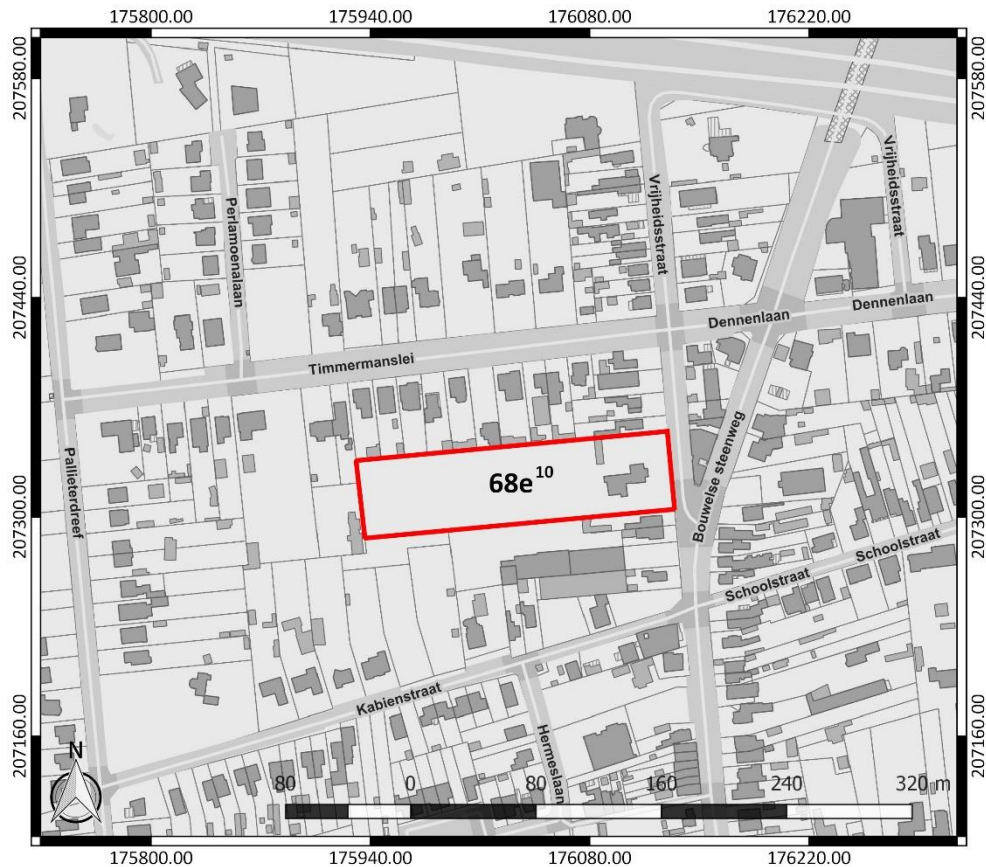 175800.00 175940.00 176080.00 176220.00
207580.00
207580.00
Perlamoenalaan
Vrijheidsstraat
Vrijheidsstraat
207440.00
207440.00
Dennenlaan
Dennenlaan
Timmermanslei
Pallieterdreef
68e¹⁰
Bouwelse steenweg
207300.00
207300.00
Schoolstraat
Schoolstraat
Kabienstraat
Hermeslaan
207160.00
207160.00
N
80 0 80 160 240 320 m
175800.00 175940.00 176080.00 176220.00